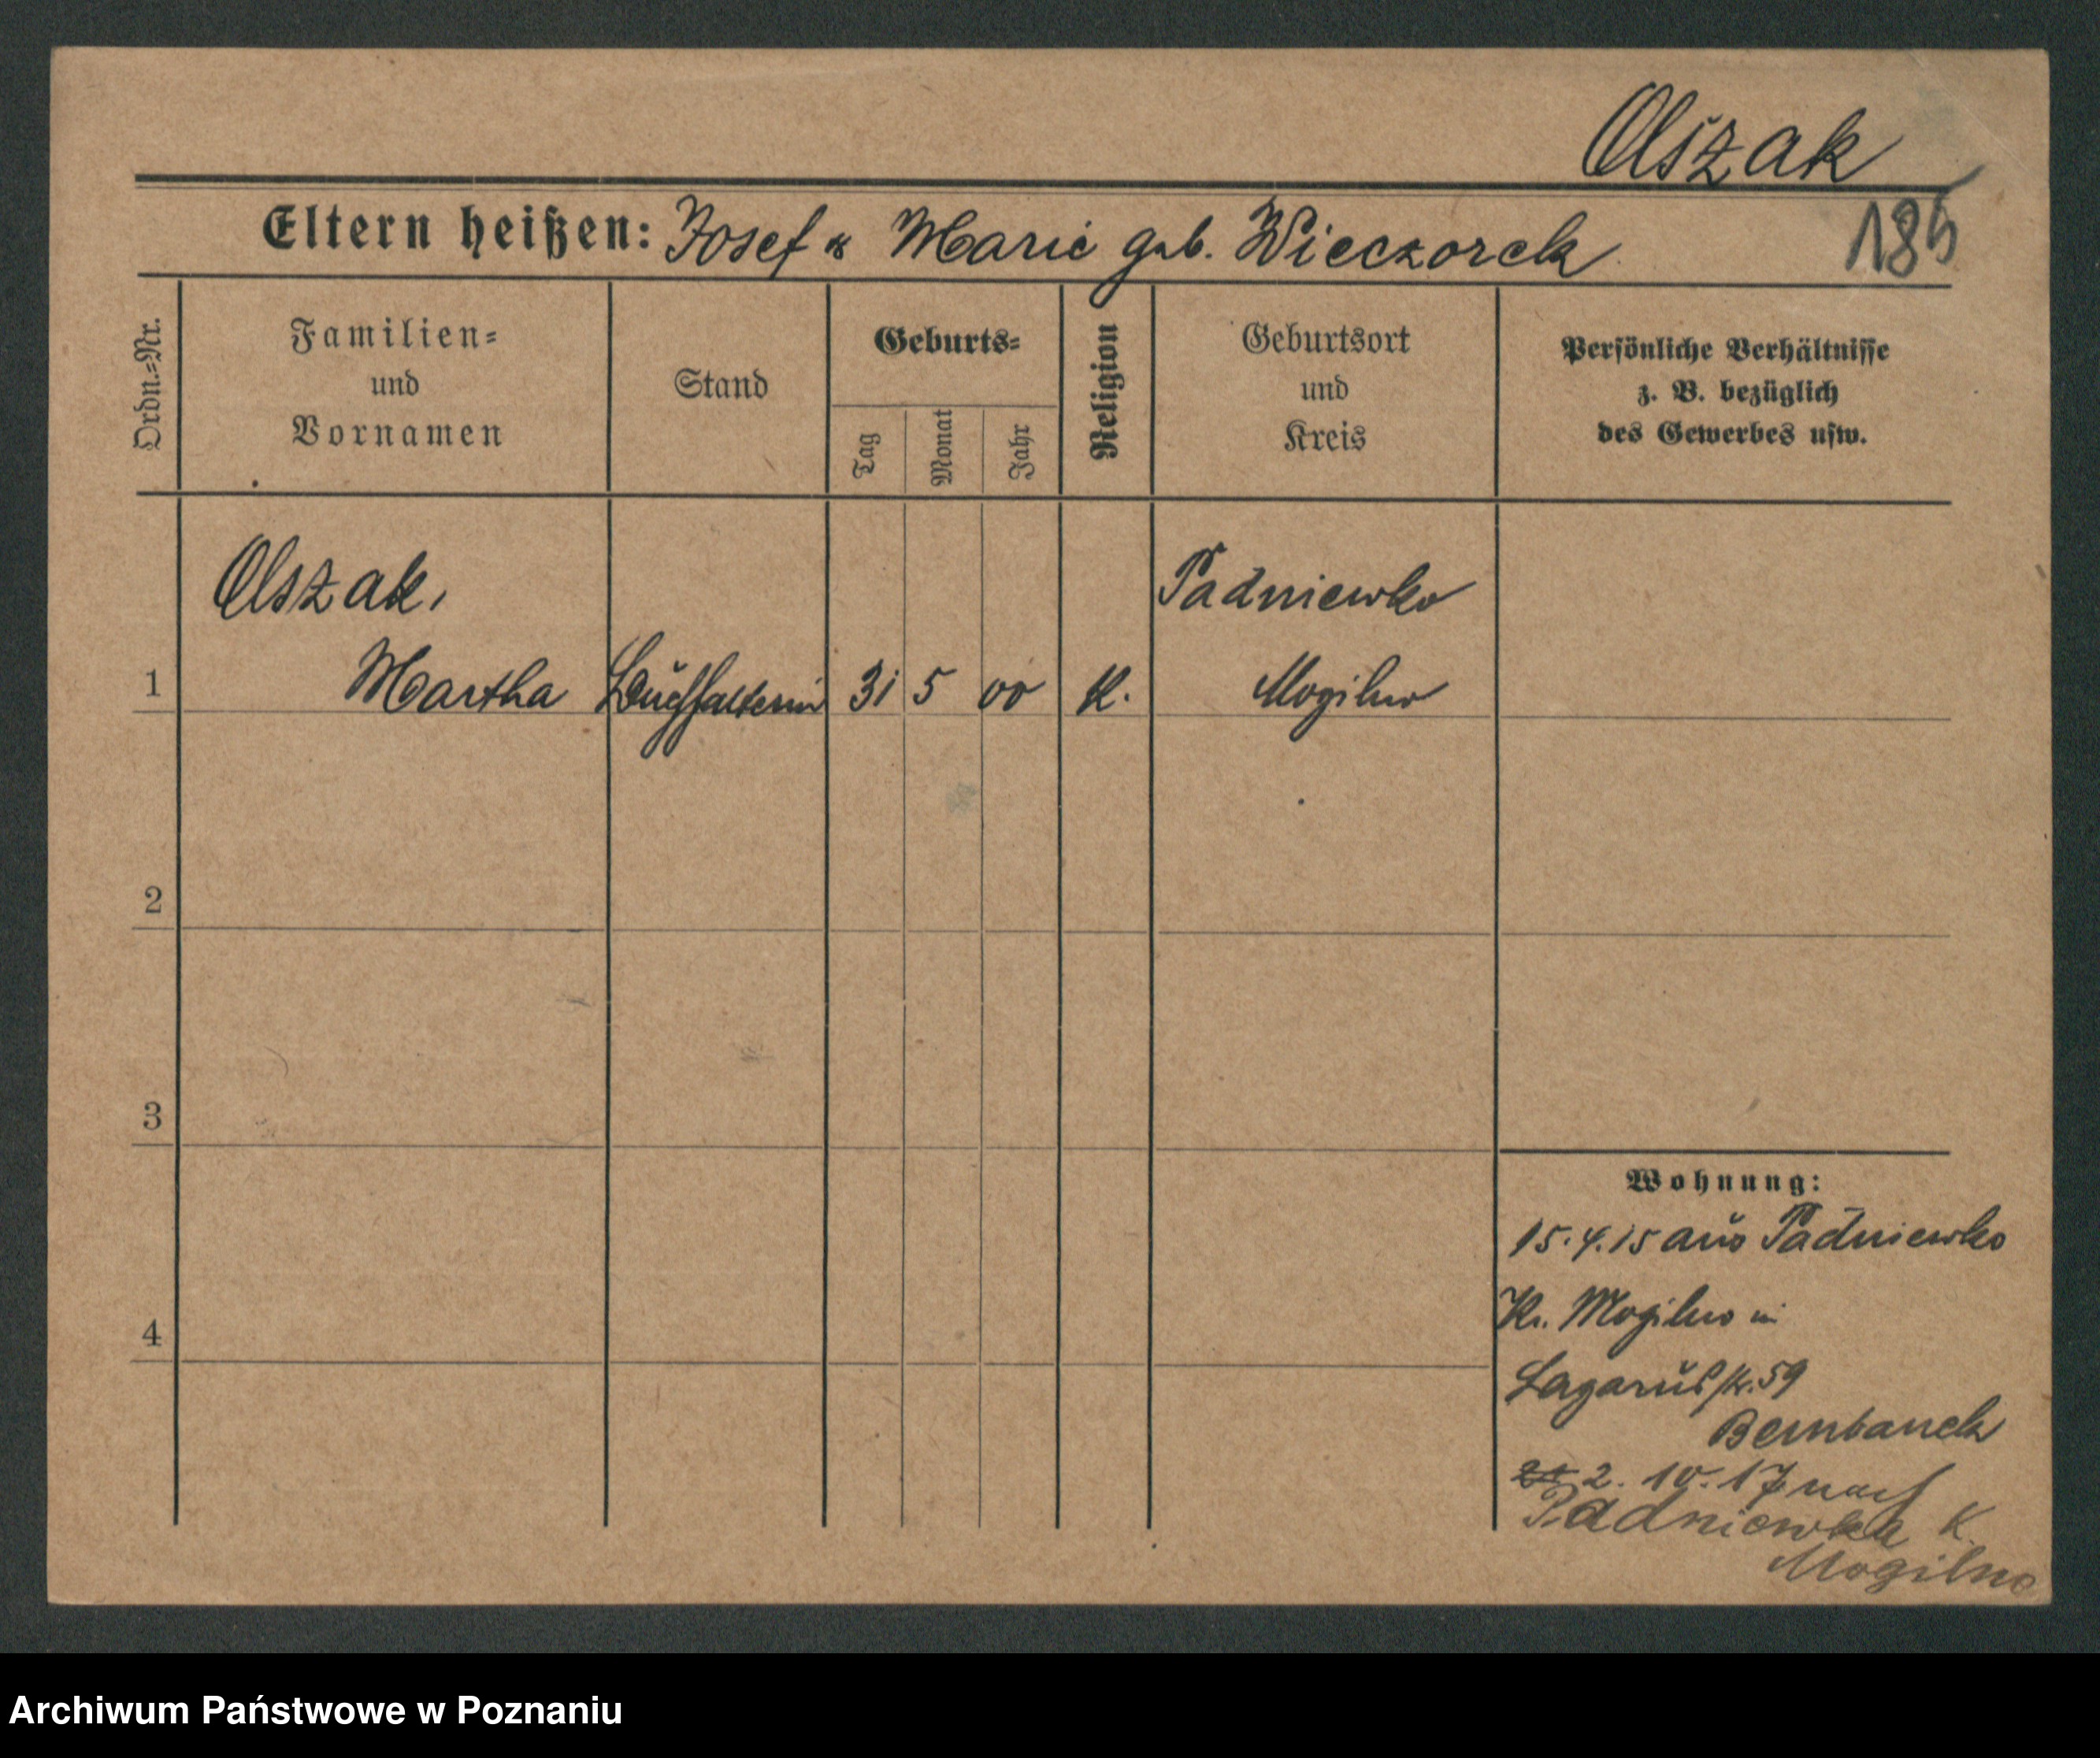 Olszak
Eltern heißen: Josef & Marie geb. Wieczorek
185
Ordn.-Nr.
Familien-
und
Vornamen
Stand
Geburts-
Tag
Monat
Jahr
Religion
Geburtsort
und
Kreis
Persönliche Verhältnisse
z. B. bezüglich
des Gewerbes usw.
Olszak,
Martha
Buchhalterin
31
5
00
K.
Padniewko
Mogilno
1
2
3
4
Wohnung:
15.4.15 aus Padniewko
Kr. Mogilno in
2. 10. 17 nach
Padniewka K.
Mogilno
Archiwum Państwowe w Poznaniu